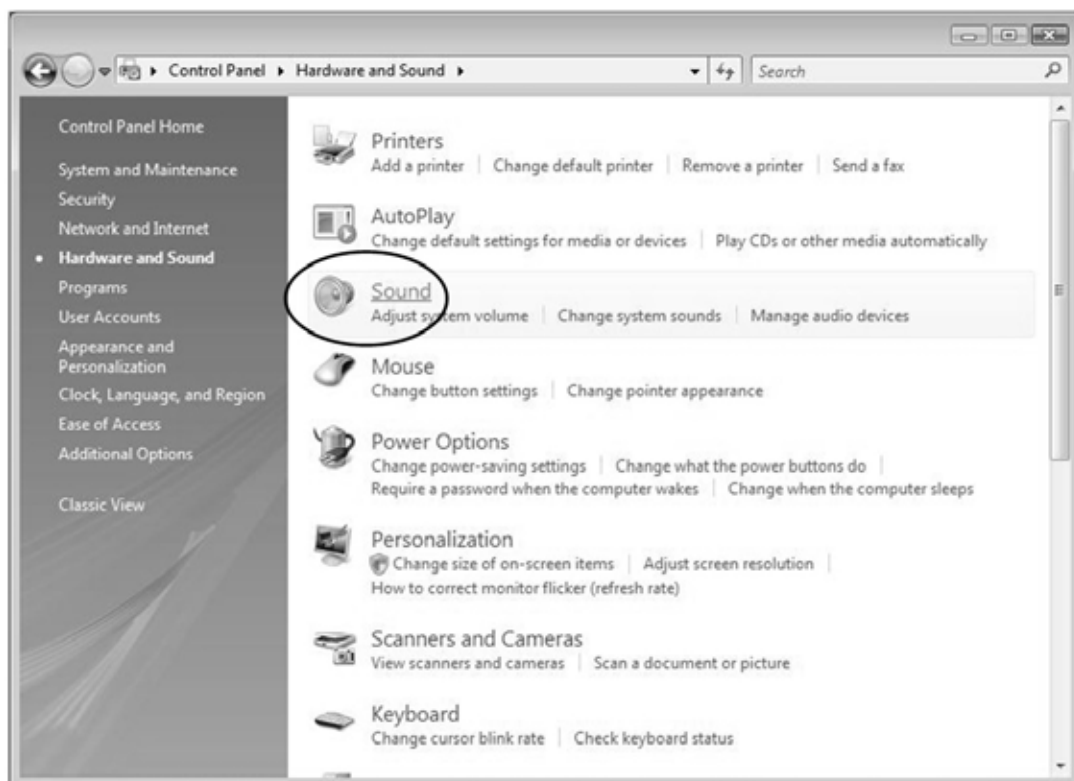 Control Panel Hardware and Sound Search
Control Panel Home
System and Maintenance
Security
Network and Internet
Hardware and Sound
Programs
User Accounts
Appearance and
Personalization
Clock, Language, and Region
Ease of Access
Additional Options
Classic View
Printers
Add a printer Change default printer Remove a printer Send a fax
AutoPlay
Change default settings for media or devices Play CDs or other media automatically
Sound
Adjust system volume Change system sounds Manage audio devices
Mouse
Change button settings Change pointer appearance
Power Options
Change power-saving settings Change what the power buttons do
Require a password when the computer wakes Change when the computer sleeps
Personalization
Change size of on-screen items Adjust screen resolution
How to correct monitor flicker (refresh rate)
Scanners and Cameras
View scanners and cameras Scan a document or picture
Keyboard
Change cursor blink rate Check keyboard status